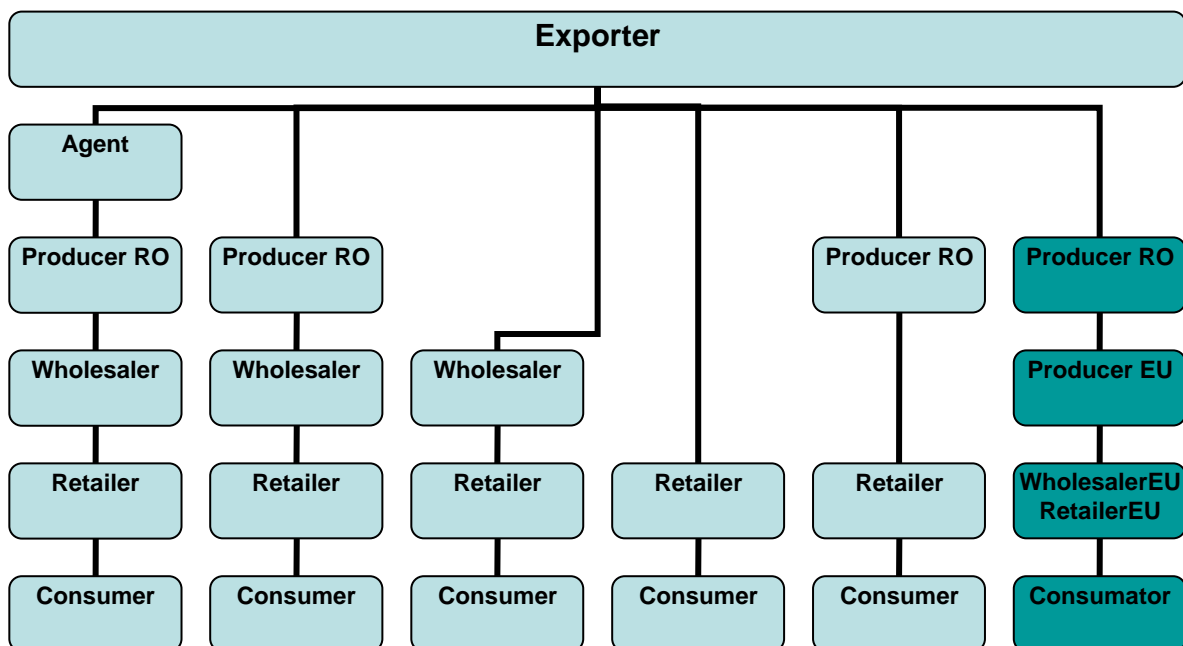 Exporter
Agent
Producer RO
Producer RO
Producer RO
Producer RO
Wholesaler
Wholesaler
Wholesaler
Producer EU
Retailer
Retailer
Retailer
Retailer
Retailer
WholesalerEU
RetailerEU
Consumer
Consumer
Consumer
Consumer
Consumer
Consumator